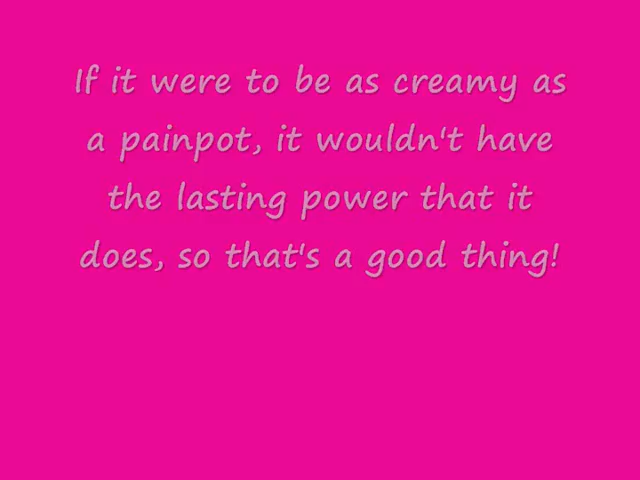 If it were to be as creamy as
a painpot, it wouldn't have
the lasting power that it
does, so that's a good thing!